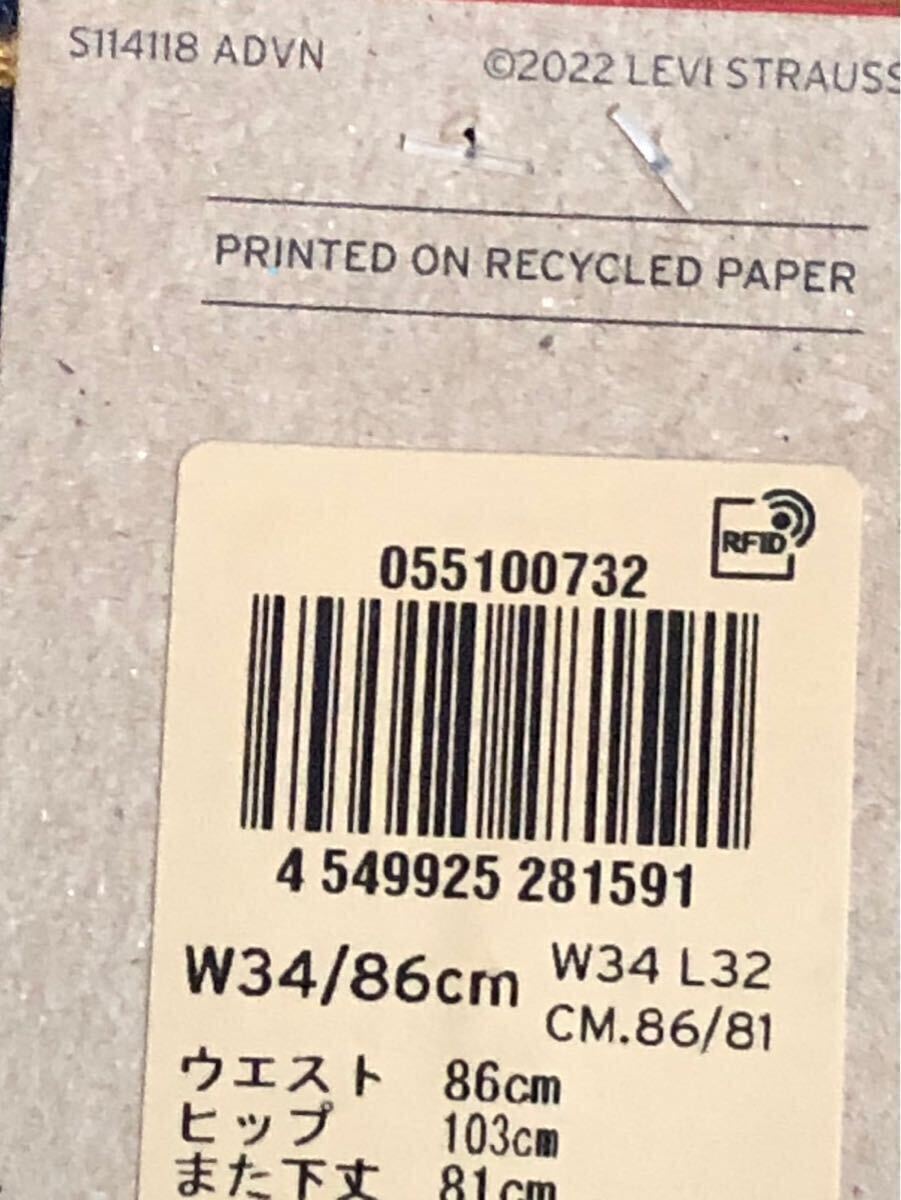 S114118 ADVN
©2022 LEVI STRAUSS
PRINTED ON RECYCLED PAPER
RFID
055100732
4 549925 281591
W34/86cm
W34 L32
CM.86/81
ウエスト 86cm
ヒップ 103cm
また下丈 81cm